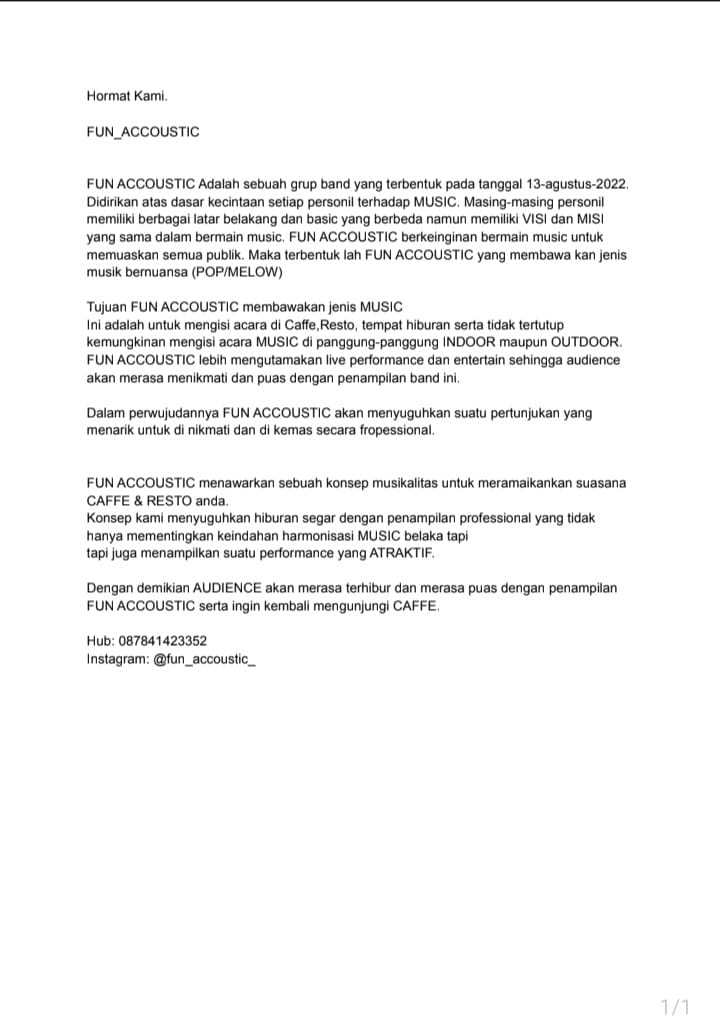 Hormat Kami.
FUN_ACCOUSTIC
FUN ACCOUSTIC Adalah sebuah grup band yang terbentuk pada tanggal 13-agustus-2022.
Didirikan atas dasar kecintaan setiap personil terhadap MUSIC. Masing-masing personil
memiliki berbagai latar belakang dan basic yang berbeda namun memiliki VISI dan MISI
yang sama dalam bermain music. FUN ACCOUSTIC berkeinginan bermain music untuk
memuaskan semua publik. Maka terbentuk lah FUN ACCOUSTIC yang membawa kan jenis
musik bernuansa (POP/MELOW)
Tujuan FUN ACCOUSTIC membawakan jenis MUSIC
Ini adalah untuk mengisi acara di Caffe,Resto, tempat hiburan serta tidak tertutup
kemungkinan mengisi acara MUSIC di panggung-panggung INDOOR maupun OUTDOOR.
FUN ACCOUSTIC lebih mengutamakan live performance dan entertain sehingga audience
akan merasa menikmati dan puas dengan penampilan band ini.
Dalam perwujudannya FUN ACCOUSTIC akan menyuguhkan suatu pertunjukan yang
menarik untuk di nikmati dan di kemas secara fropessional.
FUN ACCOUSTIC menawarkan sebuah konsep musikalitas untuk meramaikankan suasana
CAFFE & RESTO anda.
Konsep kami menyuguhkan hiburan segar dengan penampilan professional yang tidak
hanya mementingkan keindahan harmonisasi MUSIC belaka tapi
tapi juga menampilkan suatu performance yang ATRAKTIF.
Dengan demikian AUDIENCE akan merasa terhibur dan merasa puas dengan penampilan
FUN ACCOUSTIC serta ingin kembali mengunjungi CAFFE.
Hub: 087841423352
Instagram: @fun_accoustic_
1/1